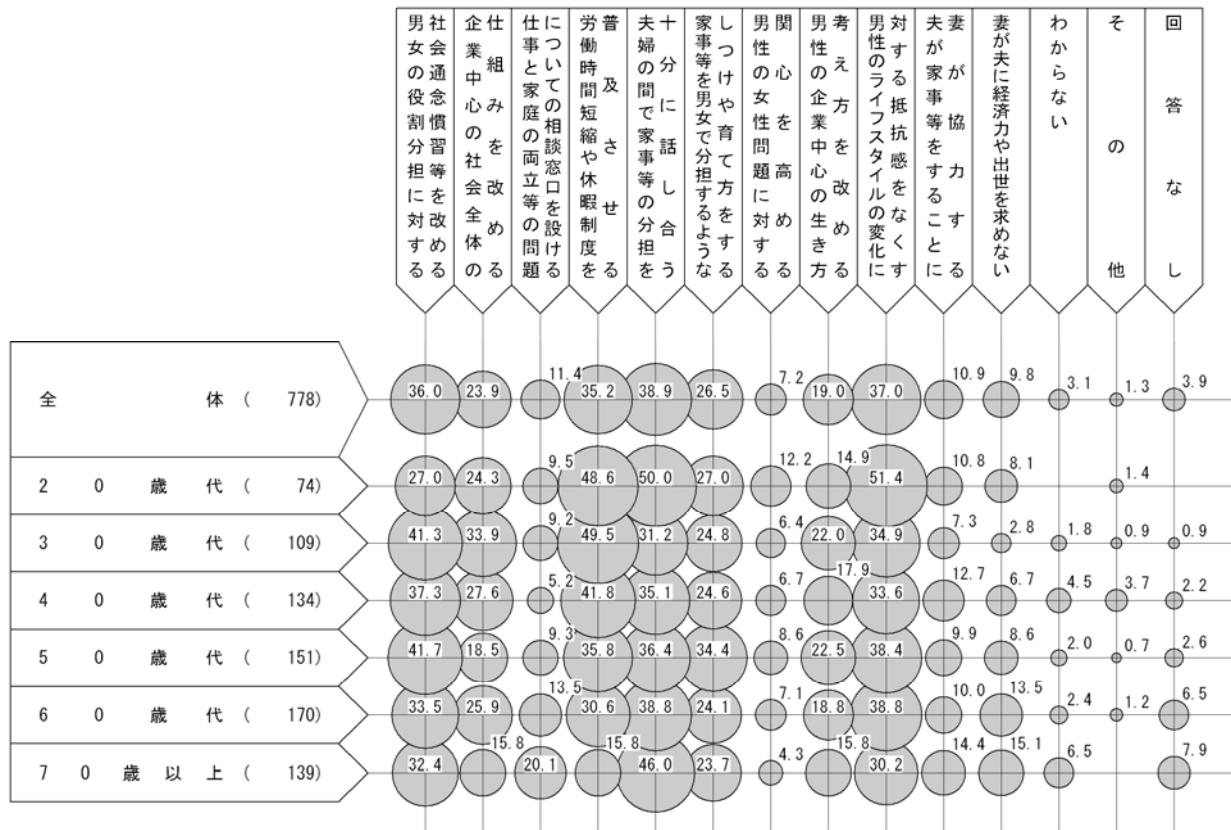 男女の役割分担に対する
社会通念慣習等を改める
企業中心の社会全体の
仕組みを改める
仕事と家庭の両立等の問題
についての相談窓口を設ける
労働時間短縮や休暇制度を
普及させる
夫婦の間で家事等の分担を
十分に話し合う
家事等を男女で分担するような
しつけや育て方をする
男性の女性問題に対する
関心を高める
男性の企業中心の生き方
考え方を改める
男性のライフスタイルの変化に
対する抵抗感をなくす
夫が家事等をすることに
妻が協力する
妻が夫に経済力や出世を求めない
わからない
その他
回答なし
全体 ( 778) 36.0 23.9 11.4 35.2 38.9 26.5 7.2 19.0 37.0 10.9 9.8 3.1 1.3 3.9
20歳代 ( 74) 27.0 24.3 9.5 48.6 50.0 27.0 12.2 14.9 51.4 10.8 8.1 1.4
30歳代 ( 109) 41.3 33.9 9.2 49.5 31.2 24.8 6.4 22.0 34.9 7.3 2.8 1.8 0.9 0.9
40歳代 ( 134) 37.3 27.6 5.2 41.8 35.1 24.6 6.7 17.9 33.6 12.7 6.7 4.5 3.7 2.2
50歳代 ( 151) 41.7 18.5 9.3 35.8 36.4 34.4 8.6 22.5 38.4 9.9 8.6 2.0 0.7 2.6
60歳代 ( 170) 33.5 25.9 13.5 30.6 38.8 24.1 7.1 18.8 38.8 10.0 13.5 2.4 1.2 6.5
70歳以上 ( 139) 32.4 15.8 20.1 15.8 46.0 23.7 4.3 15.8 30.2 14.4 15.1 6.5 7.9